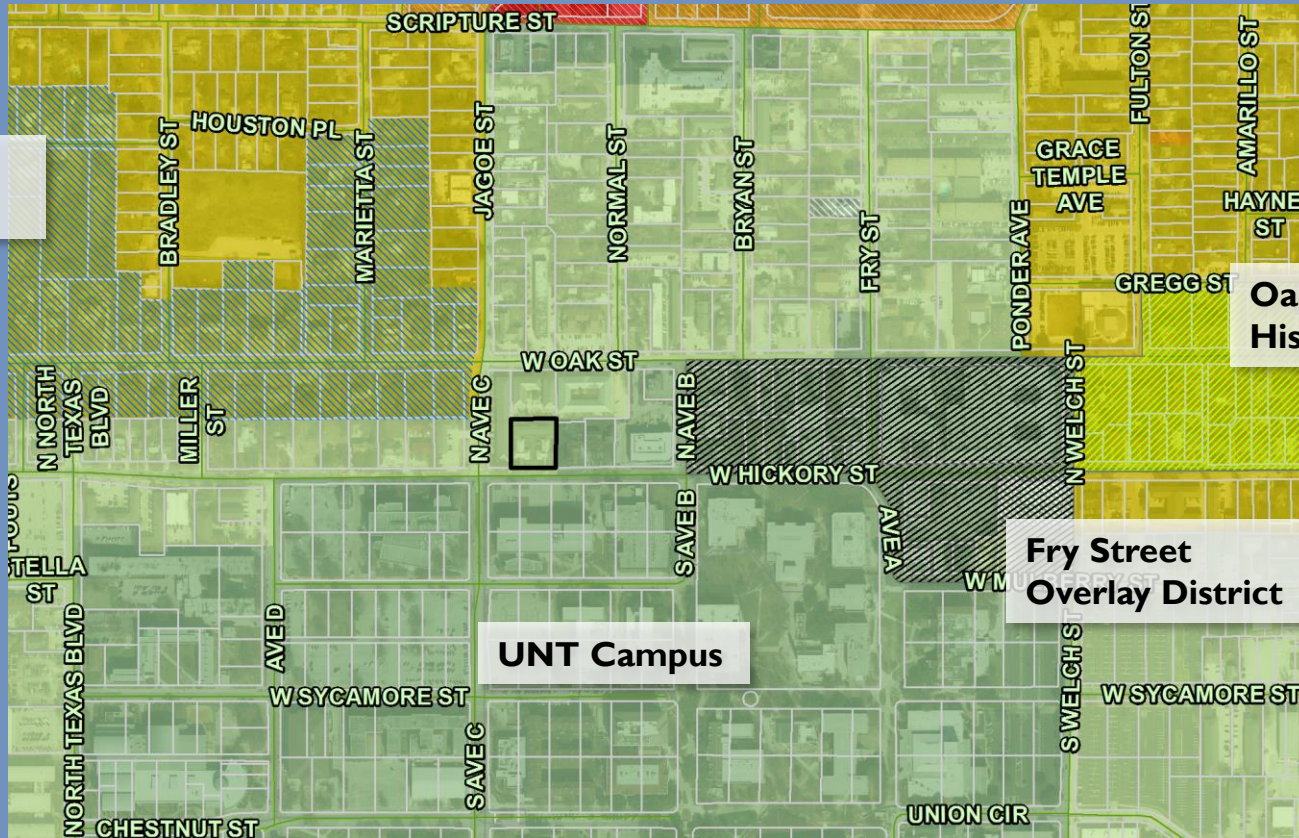 SCRIPTURE ST
FULTON ST
AMARILLO ST
HOUSTON PL
BRADLEY ST
MARIETTA ST
JAGOE ST
NORMAL ST
BRYAN ST
FRY ST
GRACE
TEMPLE
AVE
HAYNE
ST
PONDER AVE
GREGG ST
Oa
His
W OAK ST
N NORTH
TEXAS
BLVD
MILLER
ST
N AVE C
N AVE B
N WELCH ST
W HICKORY ST
S AVE B
AVE A
Fry Street
Overlay District
ST
W MULBERRY ST
UNT Campus
NORTH TEXAS BLVD
AVE D
W SYCAMORE ST
S AVE C
S WELCH ST
W SYCAMORE ST
CHESTNUT ST
UNION CIR